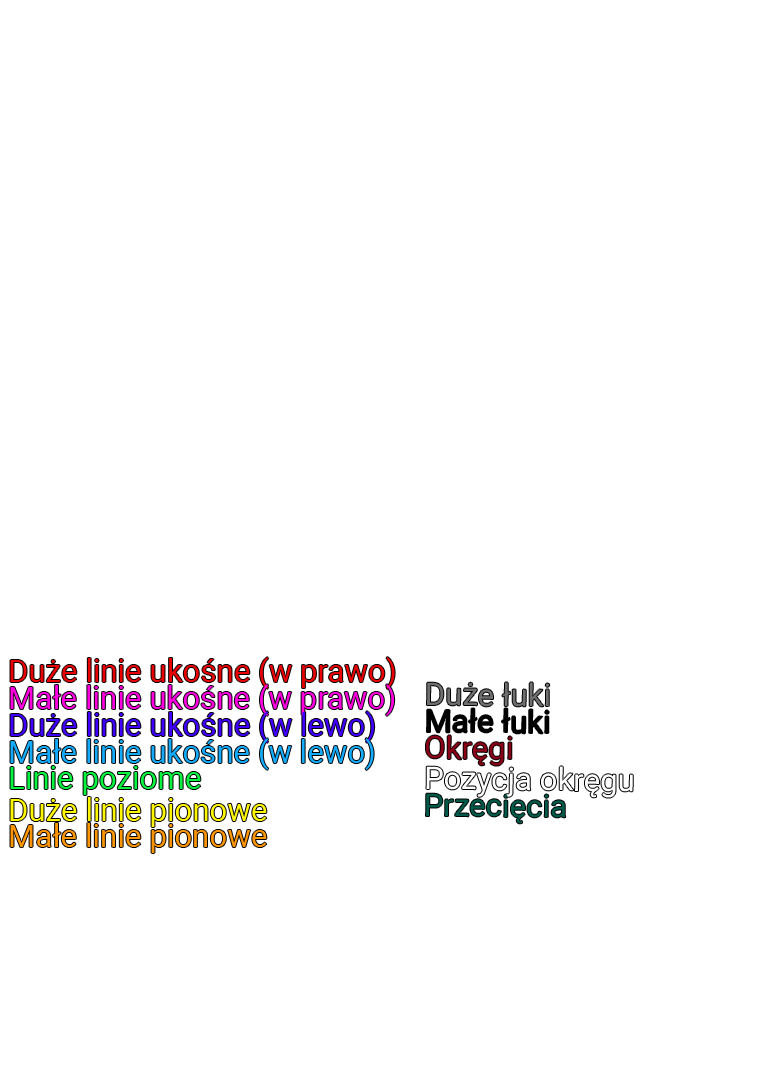 Duże linie ukośne (w prawo)
Małe linie ukośne (w prawo)
Duże linie ukośne (w lewo)
Małe linie ukośne (w lewo)
Linie poziome
Duże linie pionowe
Małe linie pionowe
Duże łuki
Małe łuki
Okręgi
Pozycja okręgu
Przecięcia